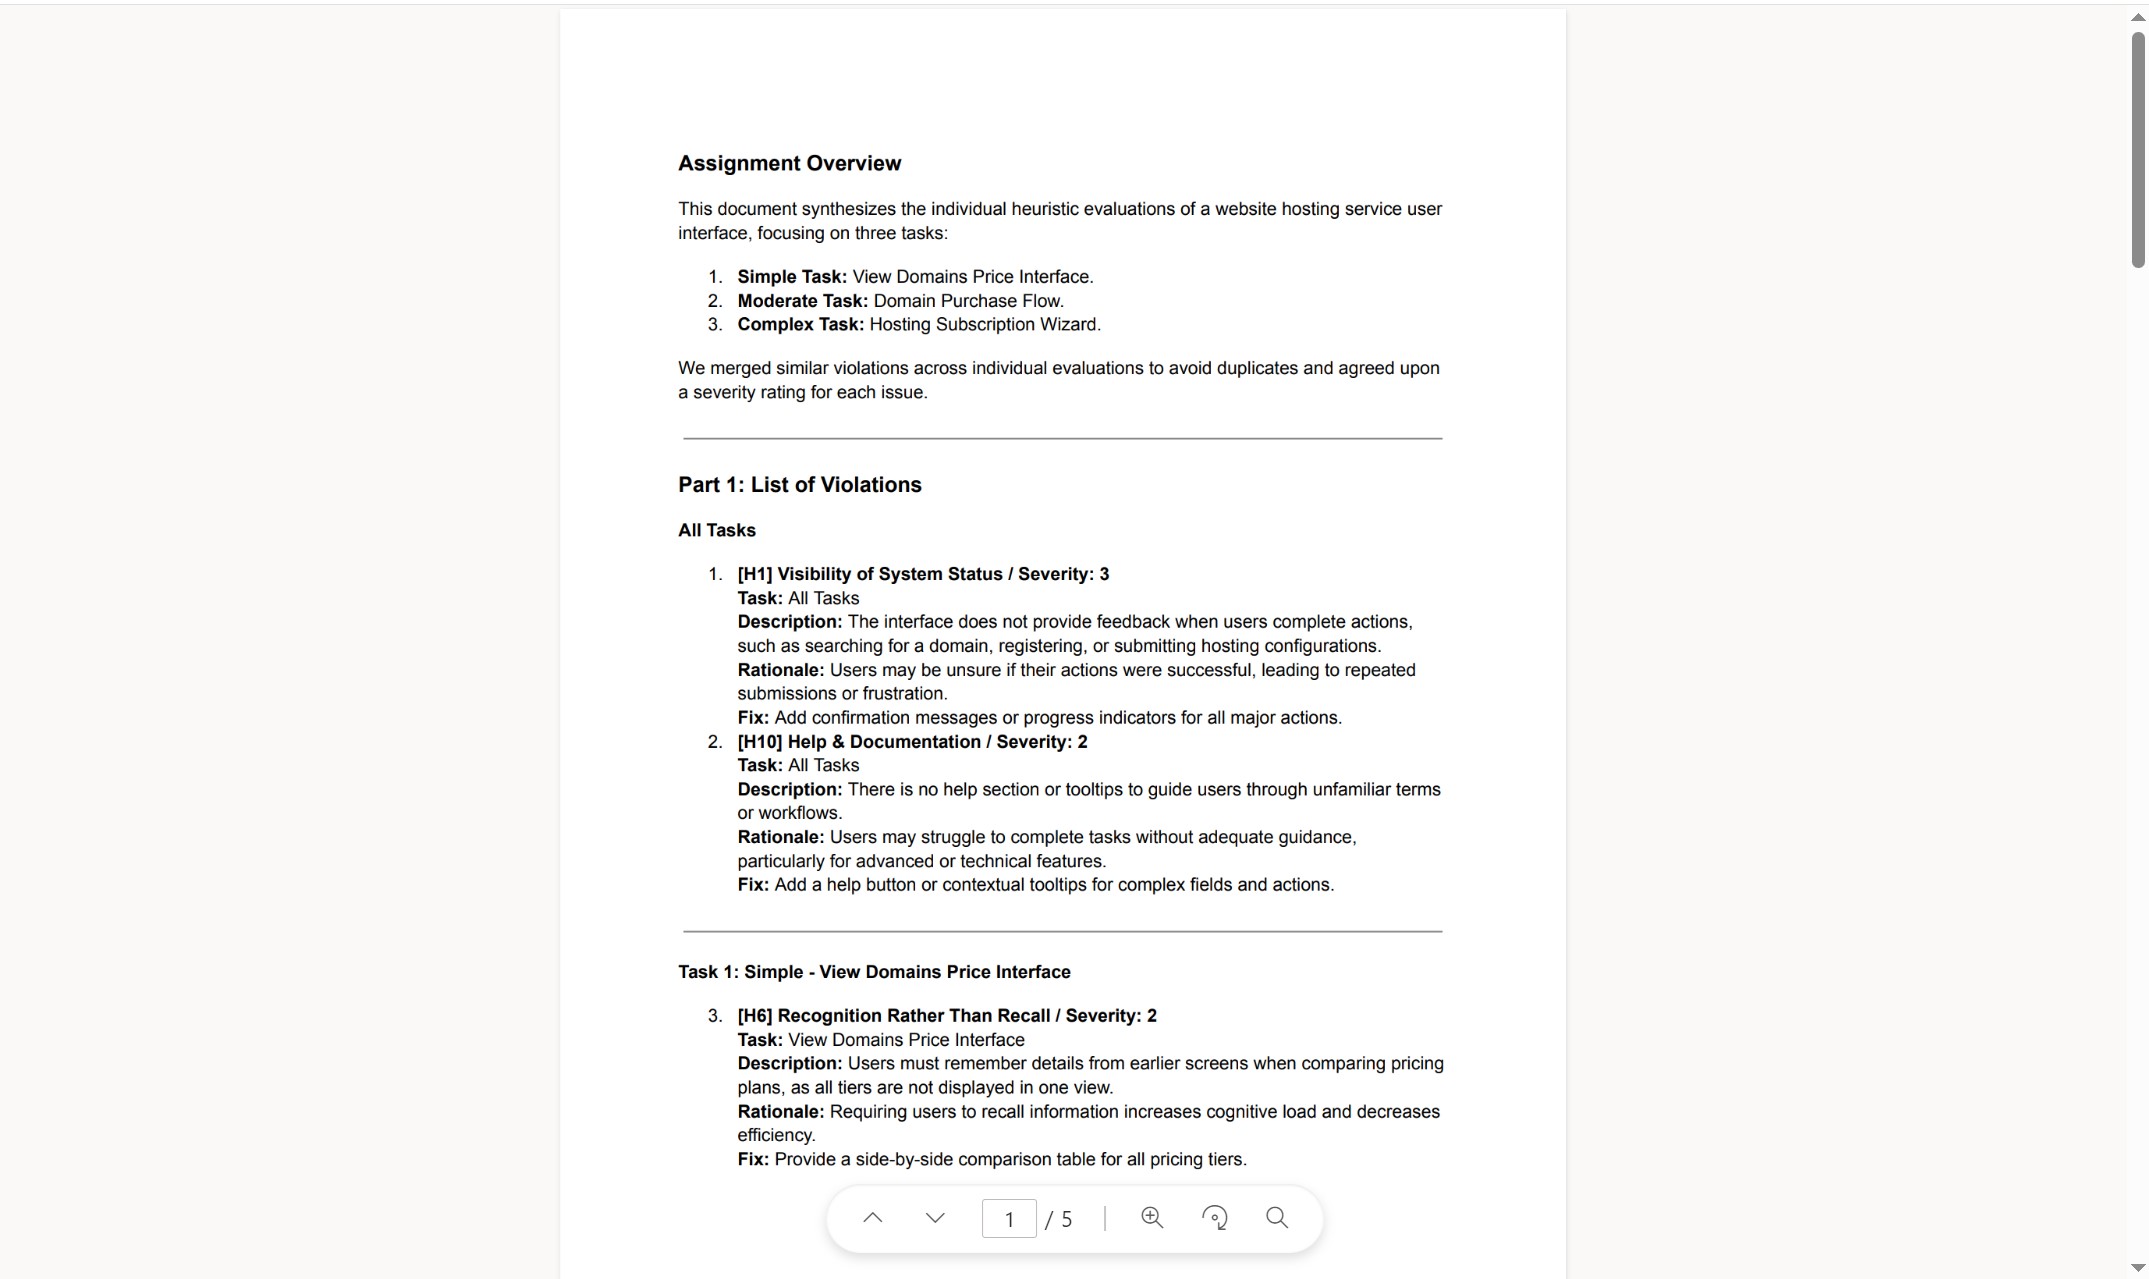 Assignment Overview
This document synthesizes the individual heuristic evaluations of a website hosting service user
interface, focusing on three tasks:
1. Simple Task: View Domains Price Interface.
2. Moderate Task: Domain Purchase Flow.
3. Complex Task: Hosting Subscription Wizard.
We merged similar violations across individual evaluations to avoid duplicates and agreed upon
a severity rating for each issue.
Part 1: List of Violations
All Tasks
1. [H1] Visibility of System Status / Severity: 3
Task: All Tasks
Description: The interface does not provide feedback when users complete actions,
such as searching for a domain, registering, or submitting hosting configurations.
Rationale: Users may be unsure if their actions were successful, leading to repeated
submissions or frustration.
Fix: Add confirmation messages or progress indicators for all major actions.
2. [H10] Help & Documentation / Severity: 2
Task: All Tasks
Description: There is no help section or tooltips to guide users through unfamiliar terms
or workflows.
Rationale: Users may struggle to complete tasks without adequate guidance,
particularly for advanced or technical features.
Fix: Add a help button or contextual tooltips for complex fields and actions.
Task 1: Simple - View Domains Price Interface
3. [H6] Recognition Rather Than Recall / Severity: 2
Task: View Domains Price Interface
Description: Users must remember details from earlier screens when comparing pricing
plans, as all tiers are not displayed in one view.
Rationale: Requiring users to recall information increases cognitive load and decreases
efficiency.
Fix: Provide a side-by-side comparison table for all pricing tiers.
1 / 5